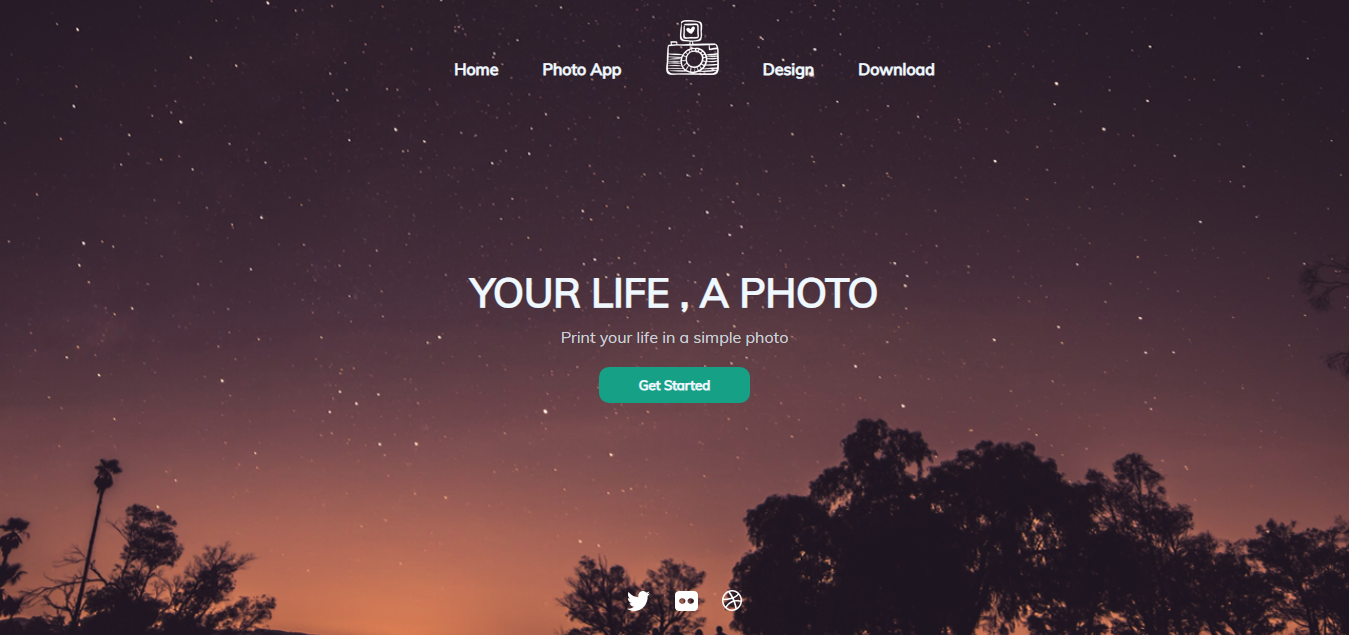 Home Photo App Design Download
YOUR LIFE , A PHOTO
Print your life in a simple photo
Get Started